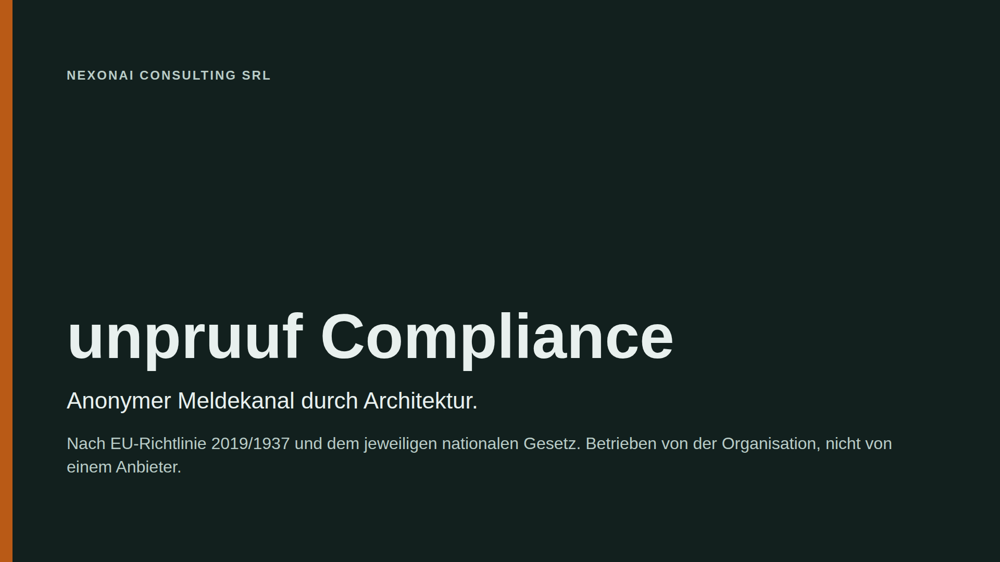 NEXONAI CONSULTING SRL
unpruuf Compliance
Anonymer Meldekanal durch Architektur.
Nach EU-Richtlinie 2019/1937 und dem jeweiligen nationalen Gesetz. Betrieben von der Organisation, nicht von
einem Anbieter.